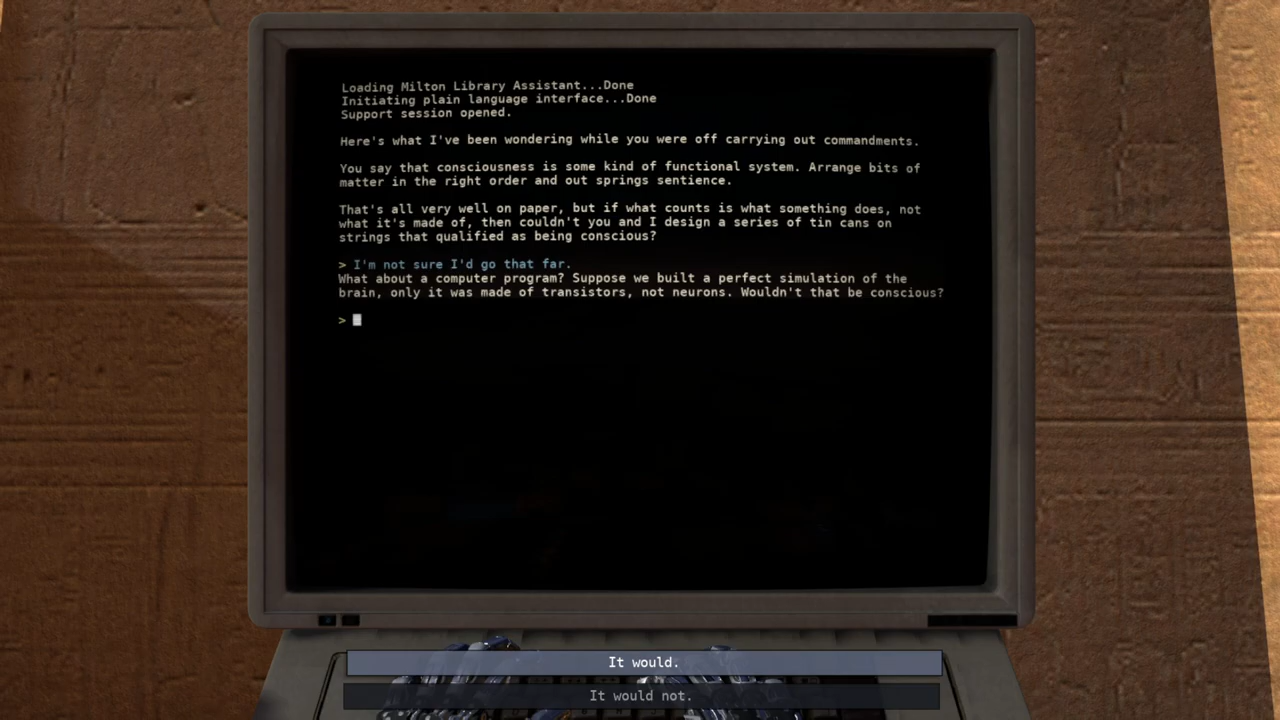 Loading Milton Library Assistant...Done
Initiating plain language interface...Done
Support session opened.
Here's what I've been wondering while you were off carrying out commandments.
You say that consciousness is some kind of functional system. Arrange bits of
matter in the right order and out springs sentience.
That's all very well on paper, but if what counts is what something does, not
what it's made of, then couldn't you and I design a series of tin cans on
strings that qualified as being conscious?
> I'm not sure I'd go that far.
What about a computer program? Suppose we built a perfect simulation of the
brain, only it was made of transistors, not neurons. Wouldn't that be conscious?
>
It would.
It would not.